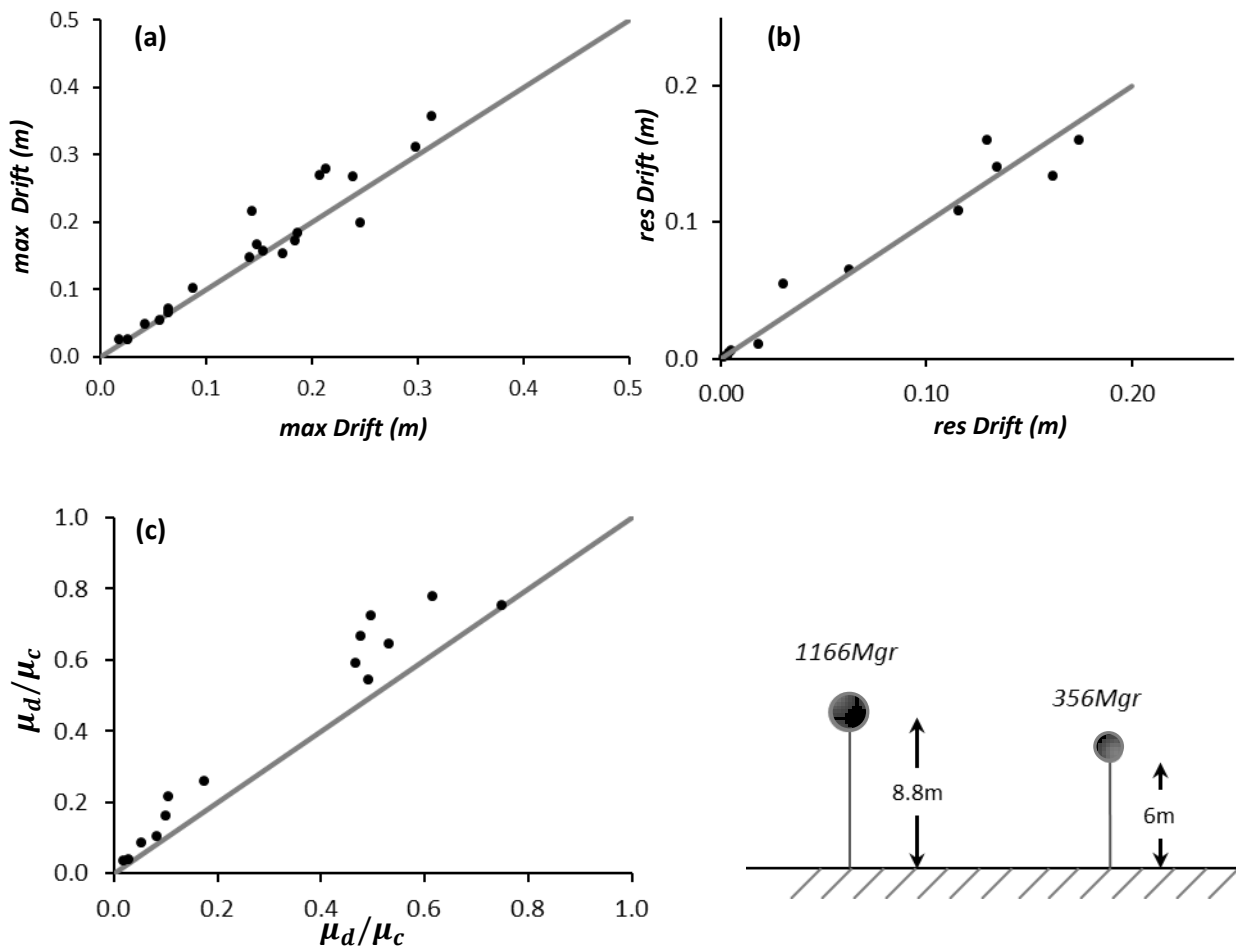 (a)
max Drift (m)
0.5
0.4
0.3
0.2
0.1
0.0
0.0 0.1 0.2 0.3 0.4 0.5
max Drift (m)
(b)
res Drift (m)
0.2
0.1
0.0
0.00 0.10 0.20
res Drift (m)
(c)
μd/μc
1.0
0.8
0.6
0.4
0.2
0.0
0.0 0.2 0.4 0.6 0.8 1.0
μd/μc
1166Mgr
356Mgr
8.8m
6m